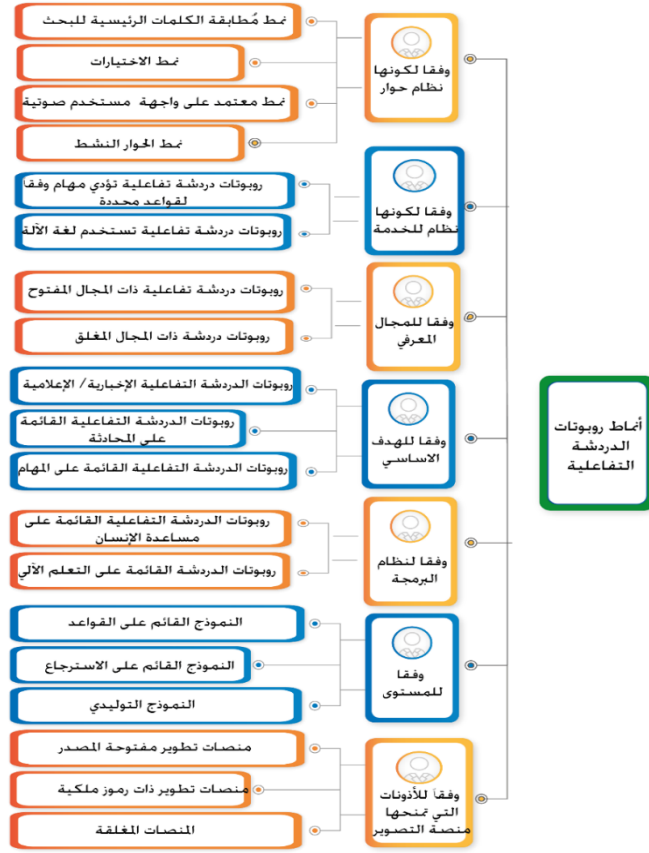 أنماط روبوتات
الدردشة
التفاعلية
وفقا لكونها
نظام حوار
نمط مُطابقة الكلمات الرئيسية للبحث
نمط الاختيارات
نمط معتمد على واجهة مستخدم صوتية
نمط الحوار النشط
وفقا لكونها
نظام للخدمة
روبوتات دردشة تفاعلية تؤدي مهام وفقا
لقواعد محددة
روبوتات دردشة تفاعلية تستخدم لغة الآلة
وفقا للمجال
المعرفي
روبوتات دردشة تفاعلية ذات المجال المفتوح
روبوتات دردشة ذات المجال المغلق
وفقا للهدف
الاساسي
روبوتات الدردشة التفاعلية الإخبارية/ الإعلامية
روبوتات الدردشة التفاعلية القائمة
على المحادثة
روبوتات الدردشة التفاعلية القائمة على المهام
وفقا لنظام
البرمجة
روبوتات الدردشة التفاعلية القائمة على
مساعدة الإنسان
روبوتات الدردشة القائمة على التعلم الآلي
وفقا
للمستوى
النموذج القائم على القواعد
النموذج القائم على الاسترجاع
النموذج التوليدي
وفقاً للأذونات
التي تمنحها
منصة التصوير
منصات تطوير مفتوحة المصدر
منصات تطوير ذات رموز ملكية
المنصات المغلقة